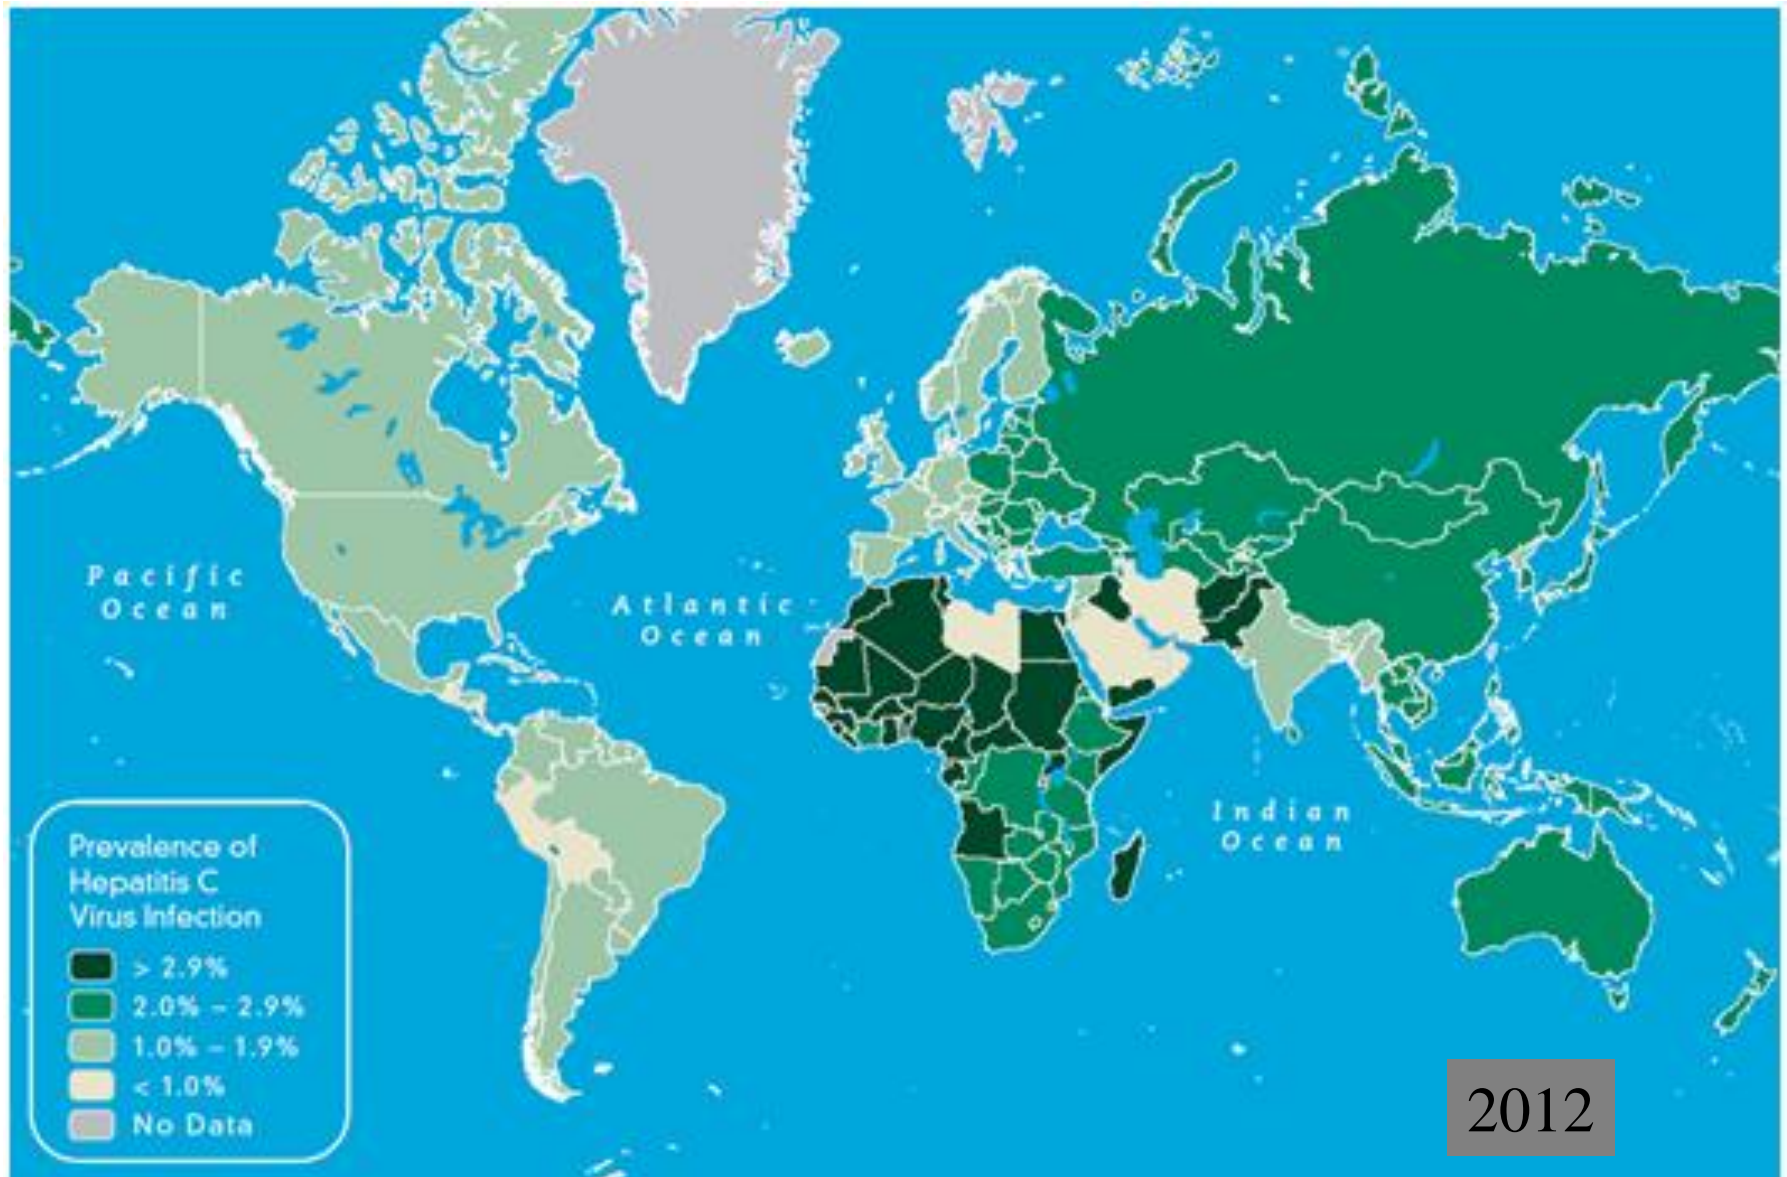 Pacific
Ocean
Atlantic
Ocean
Indian
Ocean
Prevalence of
Hepatitis C
Virus Infection
> 2.9%
2.0% – 2.9%
1.0% – 1.9%
< 1.0%
No Data
2012